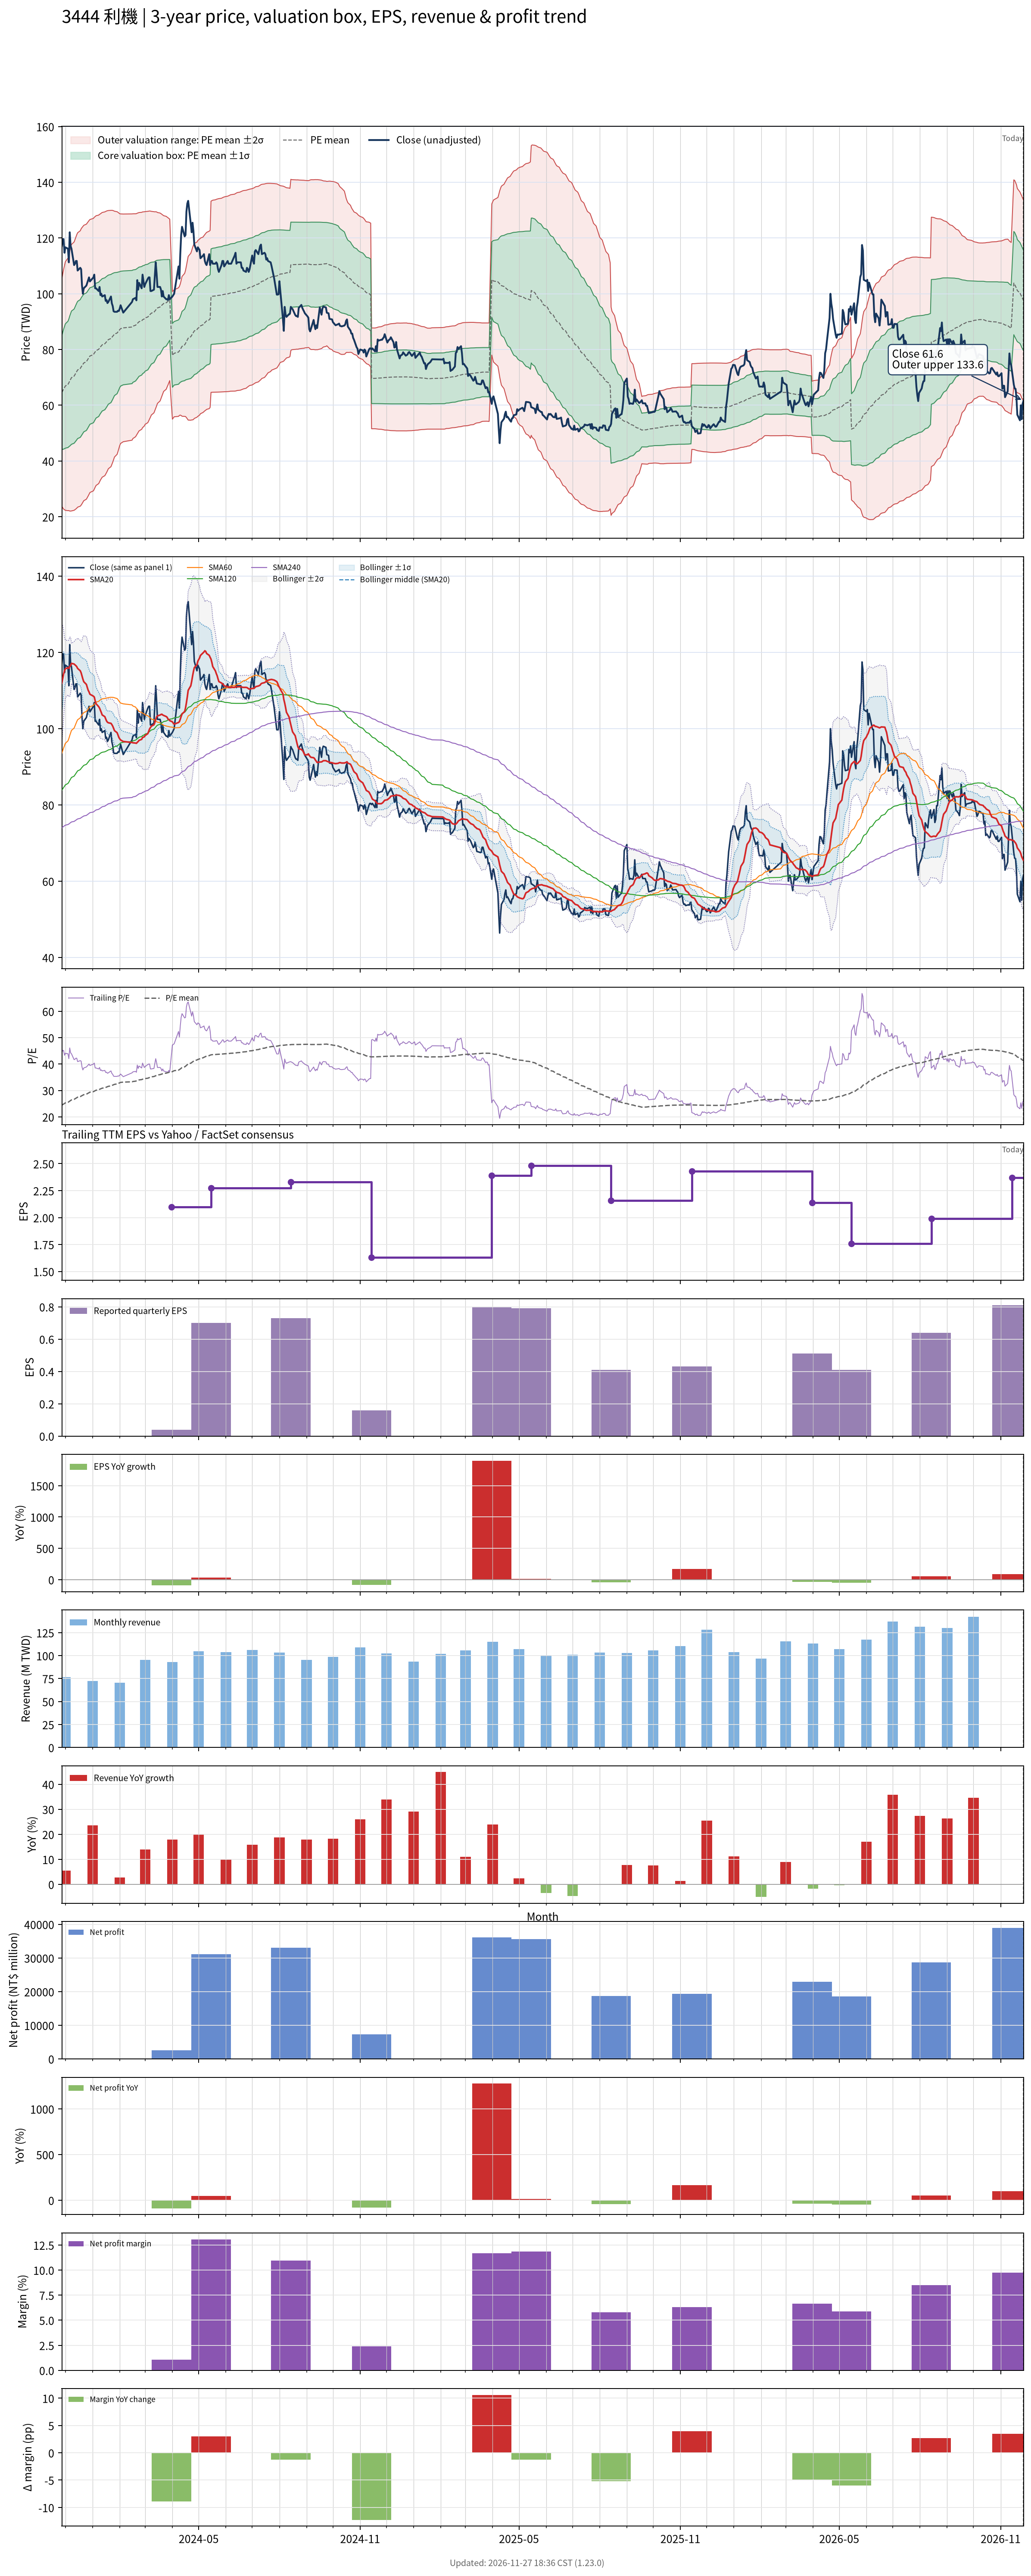 3444 利機 | 3-year price, valuation box, EPS, revenue & profit trend
Outer valuation range: PE mean ±2σ
PE mean
Close (unadjusted)
Core valuation box: PE mean ±1σ
Today
160
140
120
100
80
60
40
20
Price (TWD)
Close 61.6
Outer upper 133.6
Close (same as panel 1)
SMA20
SMA60
SMA120
SMA240
Bollinger ±2σ
Bollinger ±1σ
Bollinger middle (SMA20)
140
120
100
80
60
40
Price
Trailing P/E
P/E mean
60
50
40
30
20
P/E
Trailing TTM EPS vs Yahoo / FactSet consensus
Today
2.50
2.25
2.00
1.75
1.50
EPS
Reported quarterly EPS
0.8
0.6
0.4
0.2
0.0
EPS
EPS YoY growth
1500
1000
500
0
YoY (%)
Monthly revenue
125
100
75
50
25
0
Revenue (M TWD)
Revenue YoY growth
40
30
20
10
0
YoY (%)
Month
Net profit
40000
30000
20000
10000
0
Net profit (NT$ million)
Net profit YoY
1000
500
0
YoY (%)
Net profit margin
12.5
10.0
7.5
5.0
2.5
0.0
Margin (%)
Margin YoY change
10
5
0
-5
-10
Δ margin (pp)
2024-05
2024-11
2025-05
2025-11
2026-05
2026-11
Updated: 2026-11-27 18:36 CST (1.23.0)